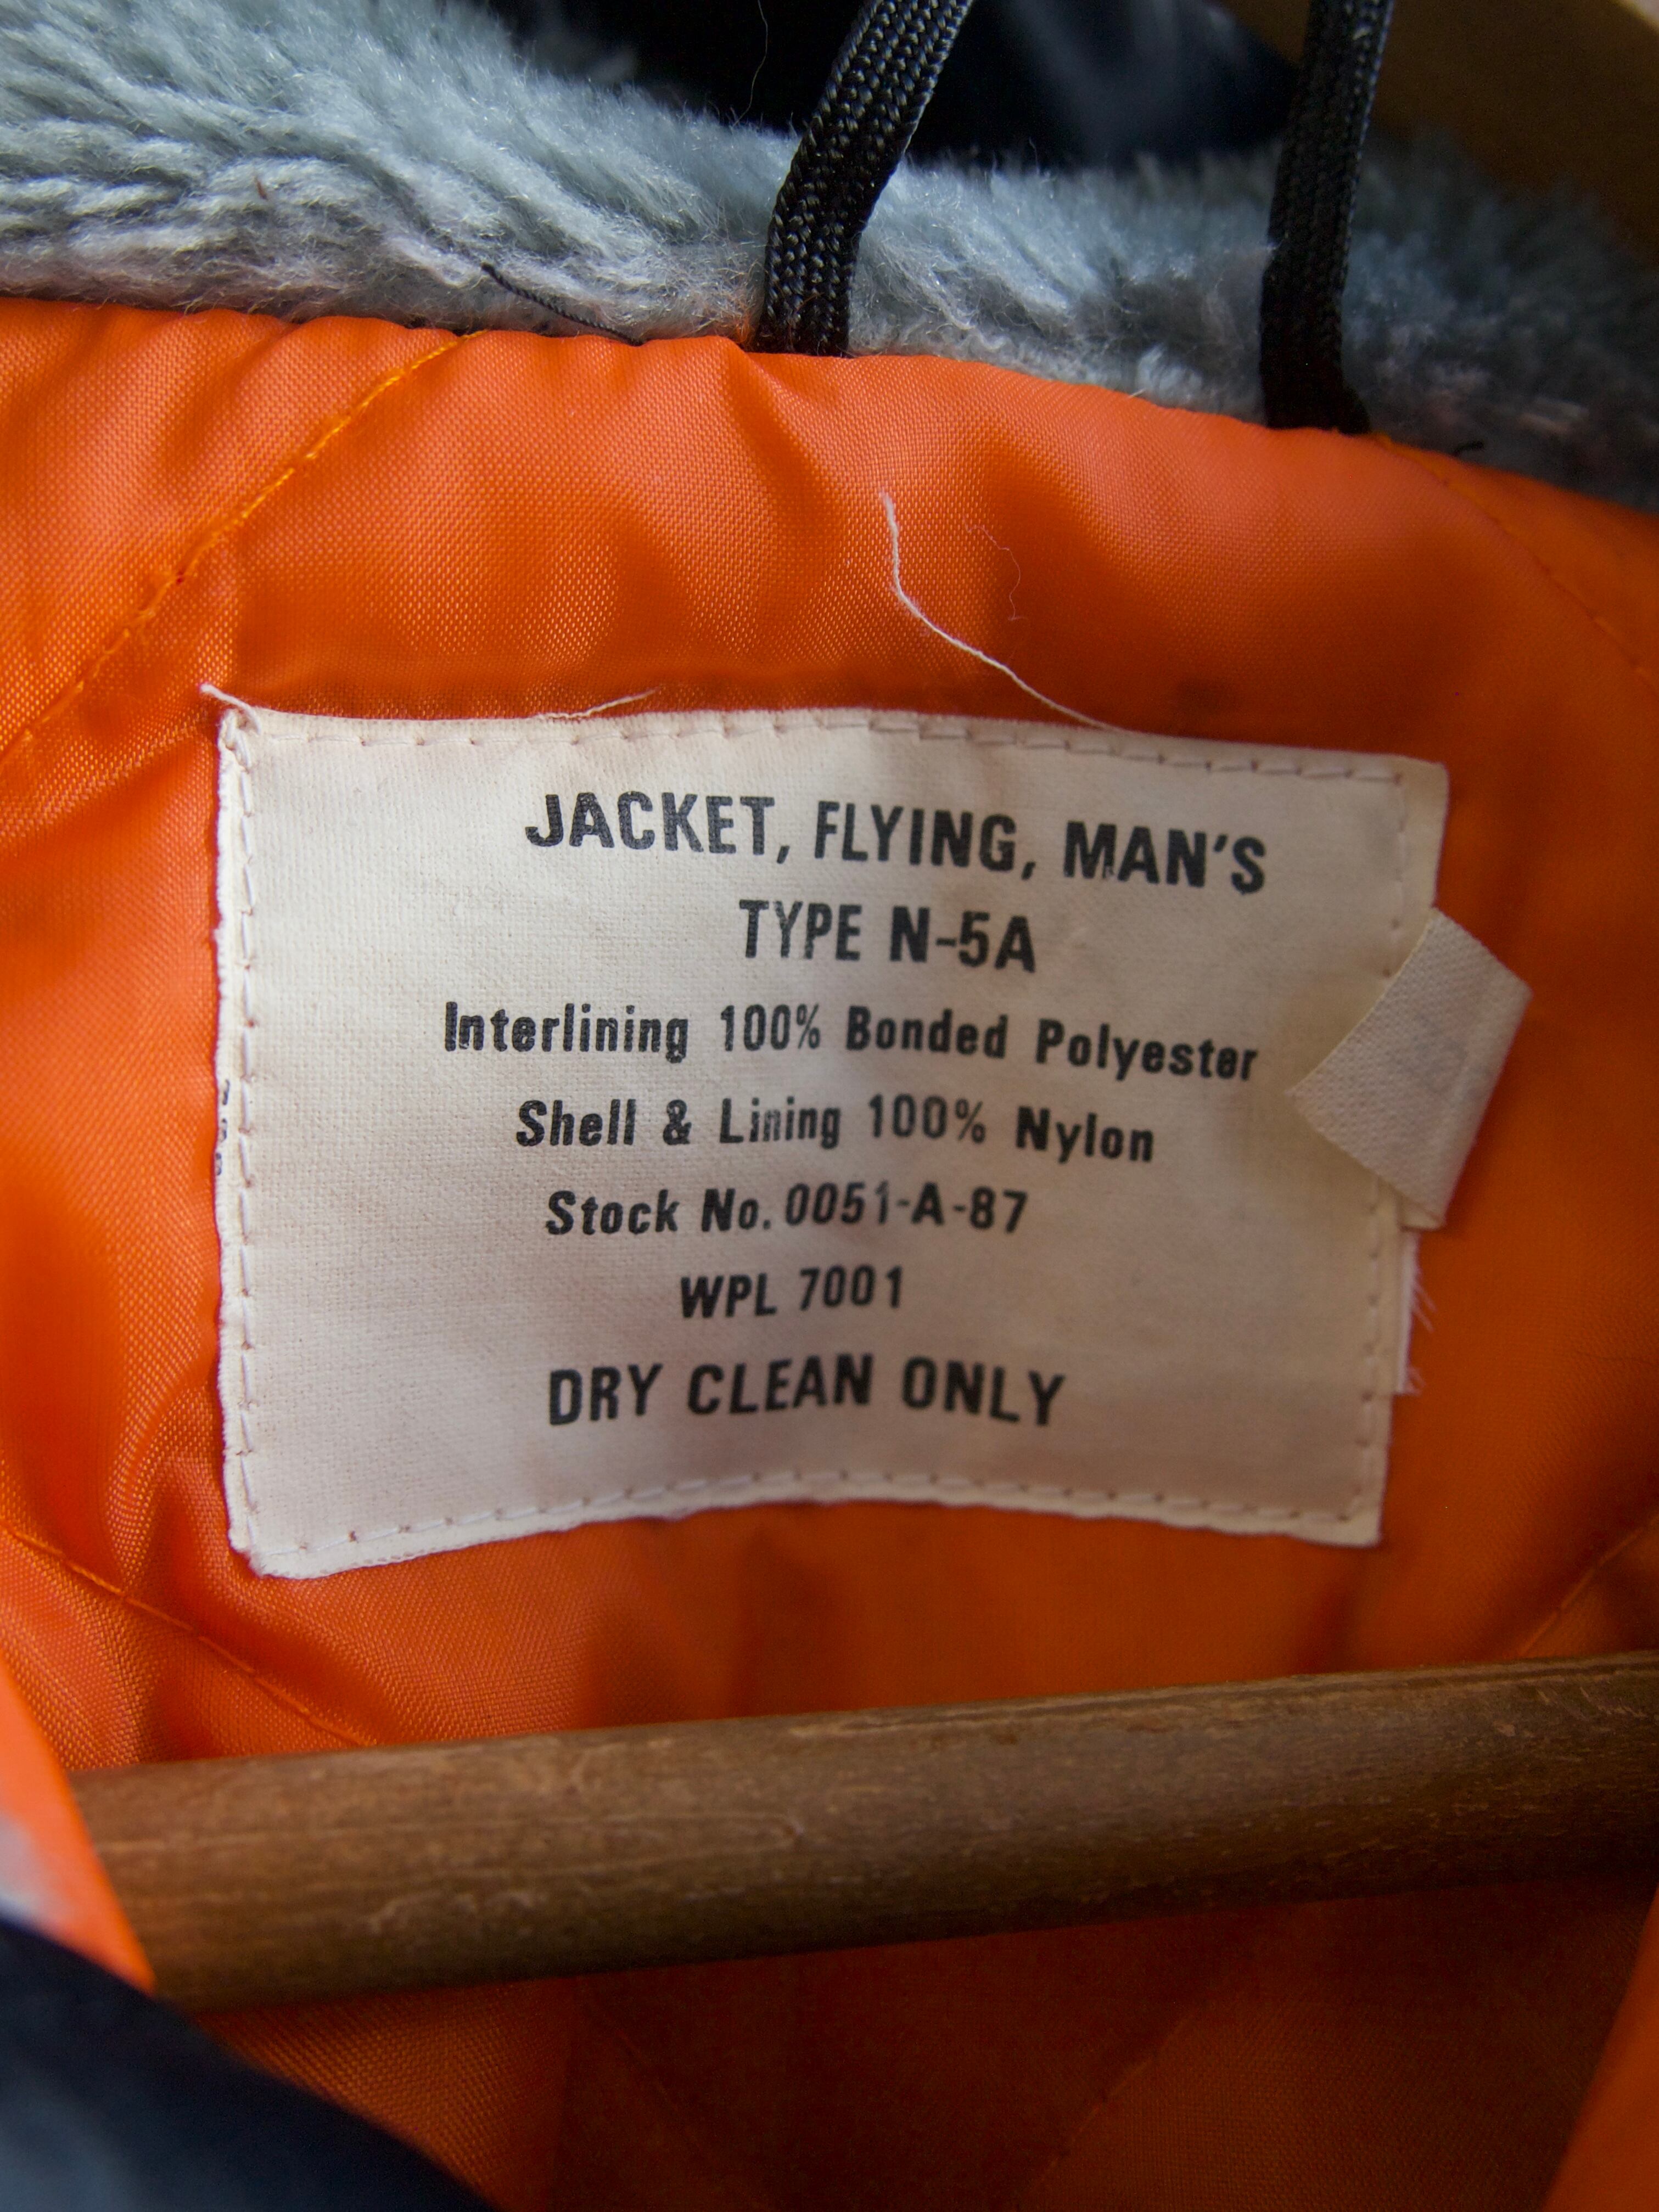 JACKET, FLYING, MAN'S
TYPE N-5A
Interlining 100% Bonded Polyester
Shell & Lining 100% Nylon
Stock No. 0051-A-87
WPL 7001
DRY CLEAN ONLY